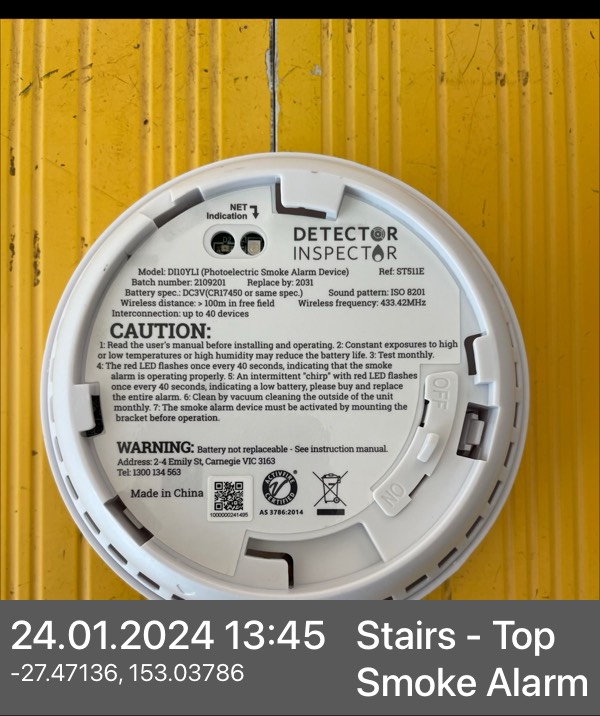 NET
Indication
DETECTOR
INSPECTOR
Model: DI10YLI (Photoelectric Smoke Alarm Device) Ref: ST511E
Batch number: 2109201 Replace by: 2031
Battery spec.: DC3V(CR17450 or same spec.) Sound pattern: ISO 8201
Wireless distance: > 100m in free field Wireless frequency: 433.42MHz
Interconnection: up to 40 devices
CAUTION:
1: Read the user's manual before installing and operating. 2: Constant exposures to high
or low temperatures or high humidity may reduce the battery life. 3: Test monthly.
4: The red LED flashes once every 40 seconds, indicating that the smoke
alarm is operating properly. 5: An intermittent "chirp" with red LED flashes
once every 40 seconds, indicating a low battery, please buy and replace
the entire alarm. 6: Clean by vacuum cleaning the outside of the unit
monthly. 7: The smoke alarm device must be activated by mounting the
bracket before operation.
OFF
ON
WARNING: Battery not replaceable - See instruction manual.
Address: 2-4 Emily St, Carnegie VIC 3163
Tel: 1300 134 563
Made in China
1000000241495
ACTIVFIRE
CERTIFIED
AS 3786:2014
24.01.2024 13:45
-27.47136, 153.03786
Stairs - Top
Smoke Alarm